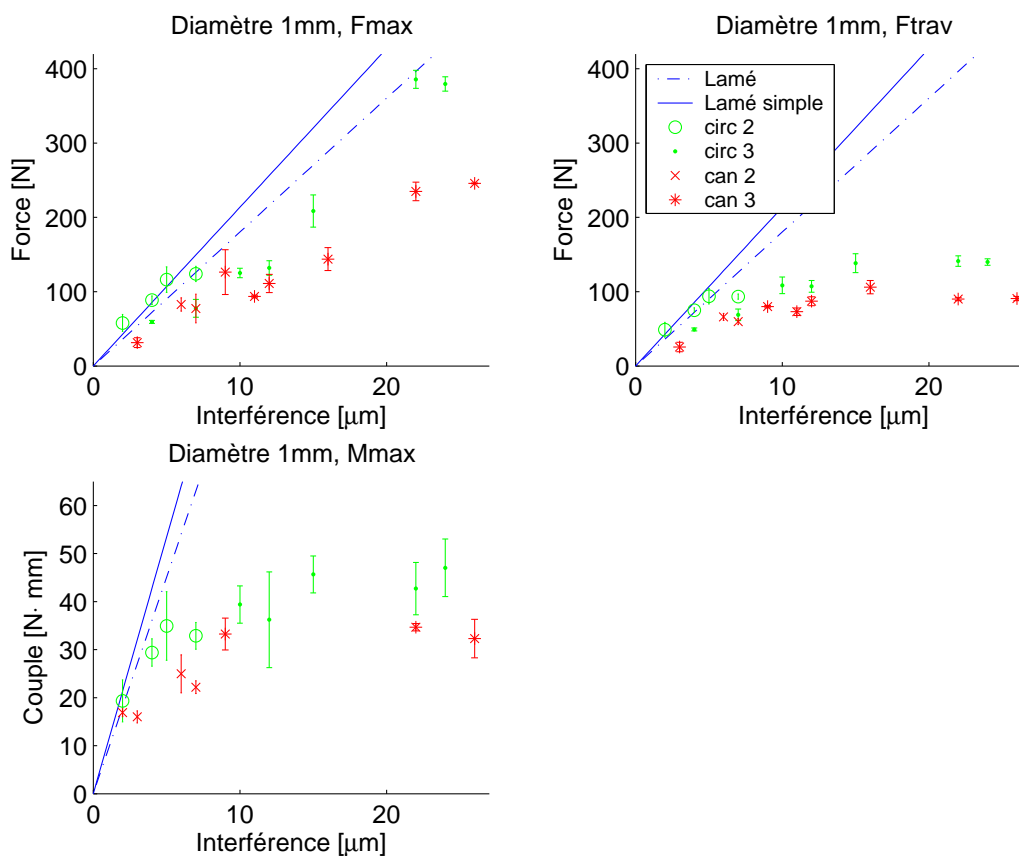 Diamètre 1mm, Fmax
400
300
200
100
0
0
10
20
Force [N]
Interférence [μm]
Diamètre 1mm, Ftrav
400
300
200
100
0
0
10
20
Force [N]
Interférence [μm]
Lamé
Lamé simple
circ 2
circ 3
can 2
can 3
Diamètre 1mm, Mmax
60
50
40
30
20
10
0
0
10
20
Couple [N· mm]
Interférence [μm]